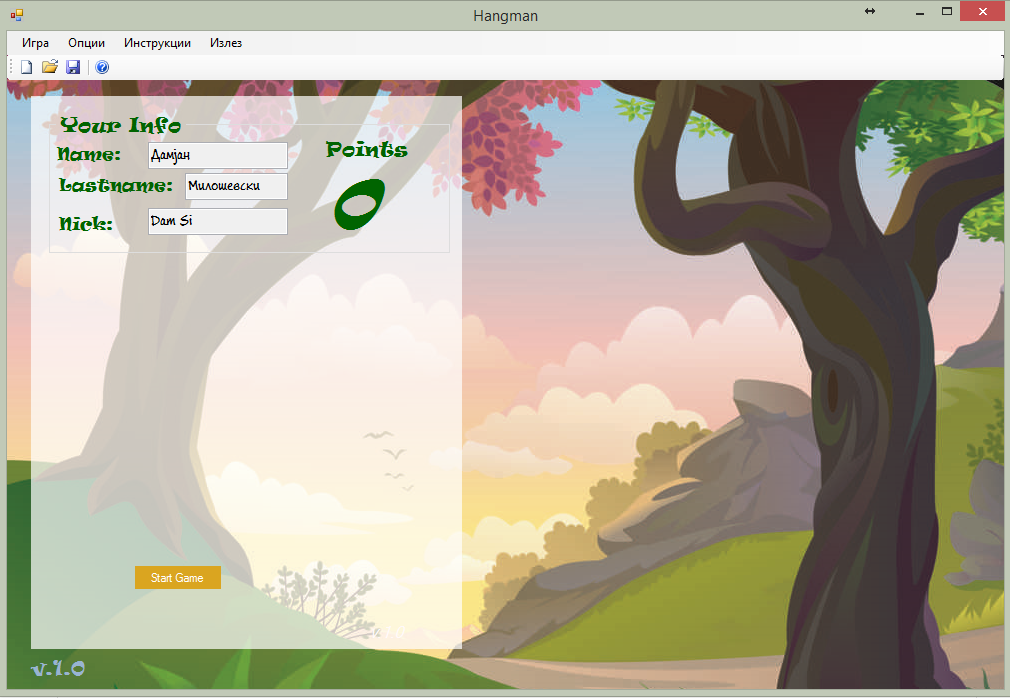 Hangman
Игра Опции Инструкции Излез
Your Info
Name: Дамјан
Points
Lastname: Милошевски
0
Nick: Dam Si
Start Game
v.1.0